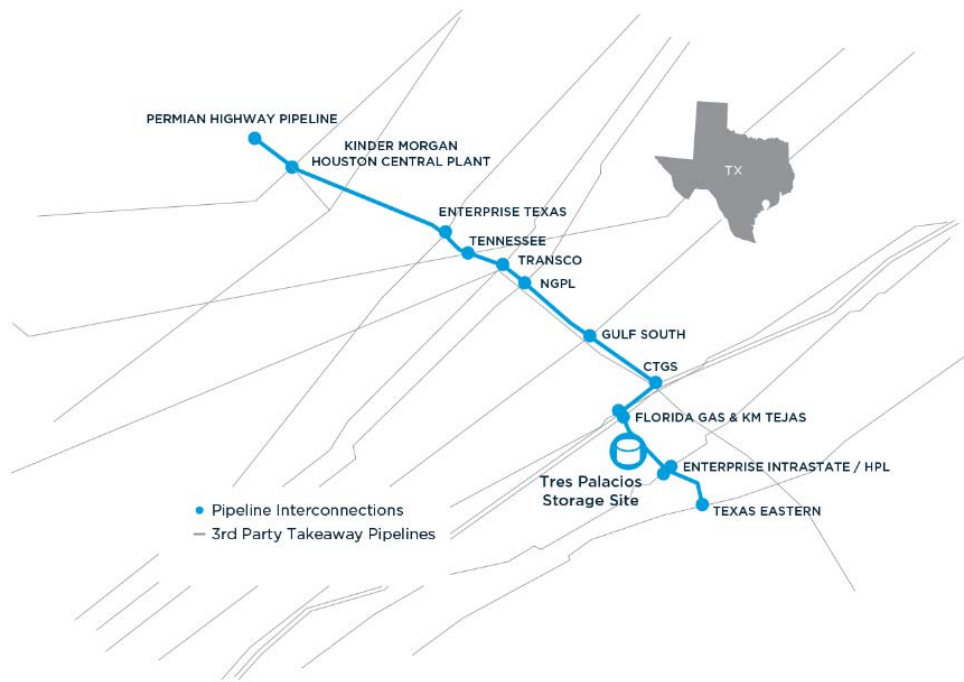 PERMIAN HIGHWAY PIPELINE
KINDER MORGAN
HOUSTON CENTRAL PLANT
TX
ENTERPRISE TEXAS
TENNESSEE
TRANSCO
NGPL
GULF SOUTH
CTGS
FLORIDA GAS & KM TEJAS
ENTERPRISE INTRASTATE / HPL
Tres Palacios
Storage Site
TEXAS EASTERN
Pipeline Interconnections
3rd Party Takeaway Pipelines